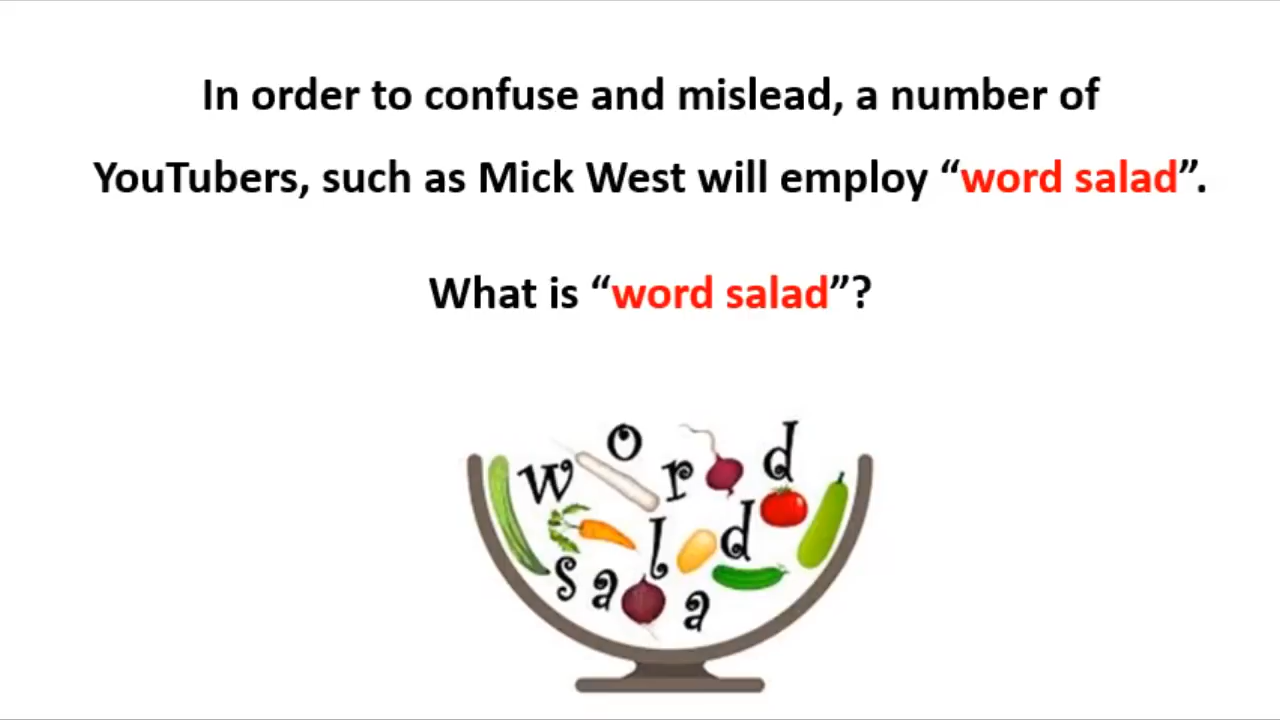 In order to confuse and mislead, a number of
YouTubers, such as Mick West will employ “word salad”.
What is “word salad”?
word
salad